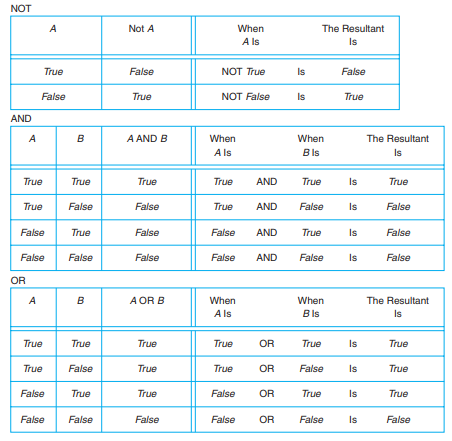 NOT
A Not A When The Resultant
A Is Is
True False NOT True Is False
False True NOT False Is True
AND
A B A AND B When When The Resultant
A Is B Is Is
True True True True AND True Is True
True False False True AND False Is False
False True False False AND True Is False
False False False False AND False Is False
OR
A B A OR B When When The Resultant
A Is B Is Is
True True True True OR True Is True
True False True True OR False Is True
False True True False OR True Is True
False False False False OR False Is False